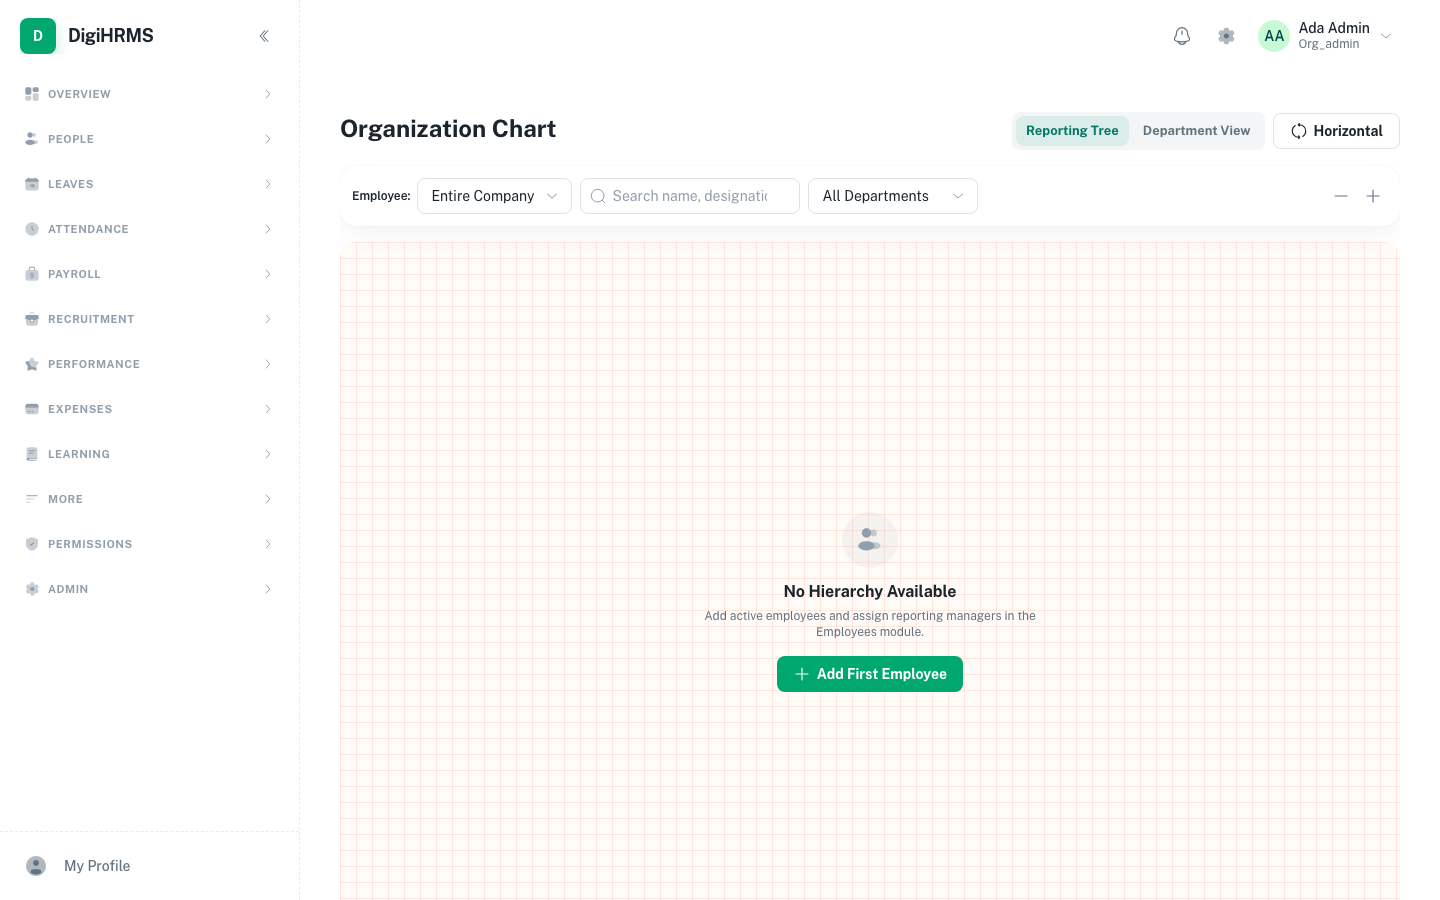 D
DigiHRMS
OVERVIEW
PEOPLE
LEAVES
ATTENDANCE
PAYROLL
RECRUITMENT
PERFORMANCE
EXPENSES
LEARNING
MORE
PERMISSIONS
ADMIN
My Profile
AA
Ada Admin
Org_admin
Organization Chart
Reporting Tree
Department View
Horizontal
Employee:
Entire Company
Search name, designatic
All Departments
No Hierarchy Available
Add active employees and assign reporting managers in the
Employees module.
Add First Employee